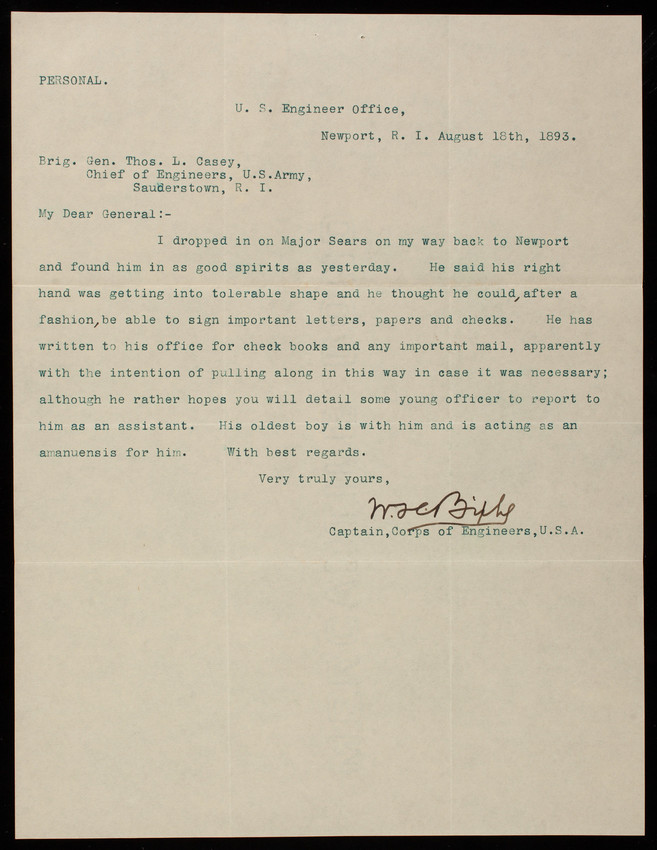 PERSONAL.
U. S. Engineer Office,
Newport, R. I. August 18th, 1893.
Brig. Gen. Thos. L. Casey,
Chief of Engineers, U.S.Army,
Saunderstown, R. I.
My Dear General:-
I dropped in on Major Sears on my way back to Newport
and found him in as good spirits as yesterday. He said his right
hand was getting into tolerable shape and he thought he could, after a
fashion, be able to sign important letters, papers and checks. He has
written to his office for check books and any important mail, apparently
with the intention of pulling along in this way in case it was necessary;
although he rather hopes you will detail some young officer to report to
him as an assistant. His oldest boy is with him and is acting as an
amanuensis for him. With best regards.
Very truly yours,
W. H. Bixby
Captain,Corps of Engineers,U.S.A.